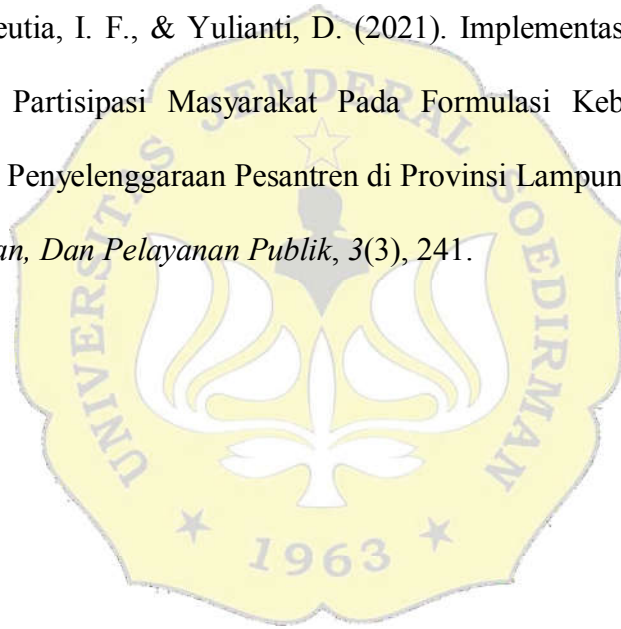 eutia, I. F., & Yulianti, D. (2021). Implementas
Partisipasi Masyarakat Pada Formulasi Keb
Penyelenggaraan Pesantren di Provinsi Lampun
an, Dan Pelayanan Publik, 3(3), 241.
UNIVERSITAS JENDERAL SOEDIRMAN
1963